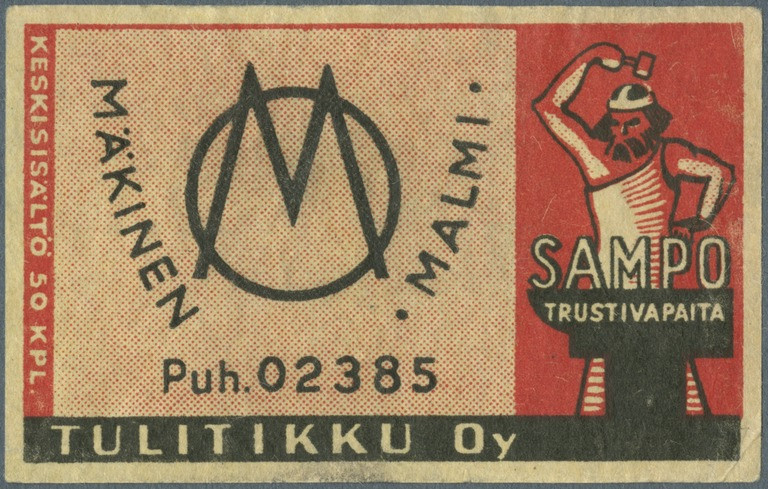 KESKISISÄLTÖ 50 KPL.
MÄKINEN
M
• MALMI •
Puh. 02385
SAMPO
TRUSTIVAPAITA
TULITIKKU Oy